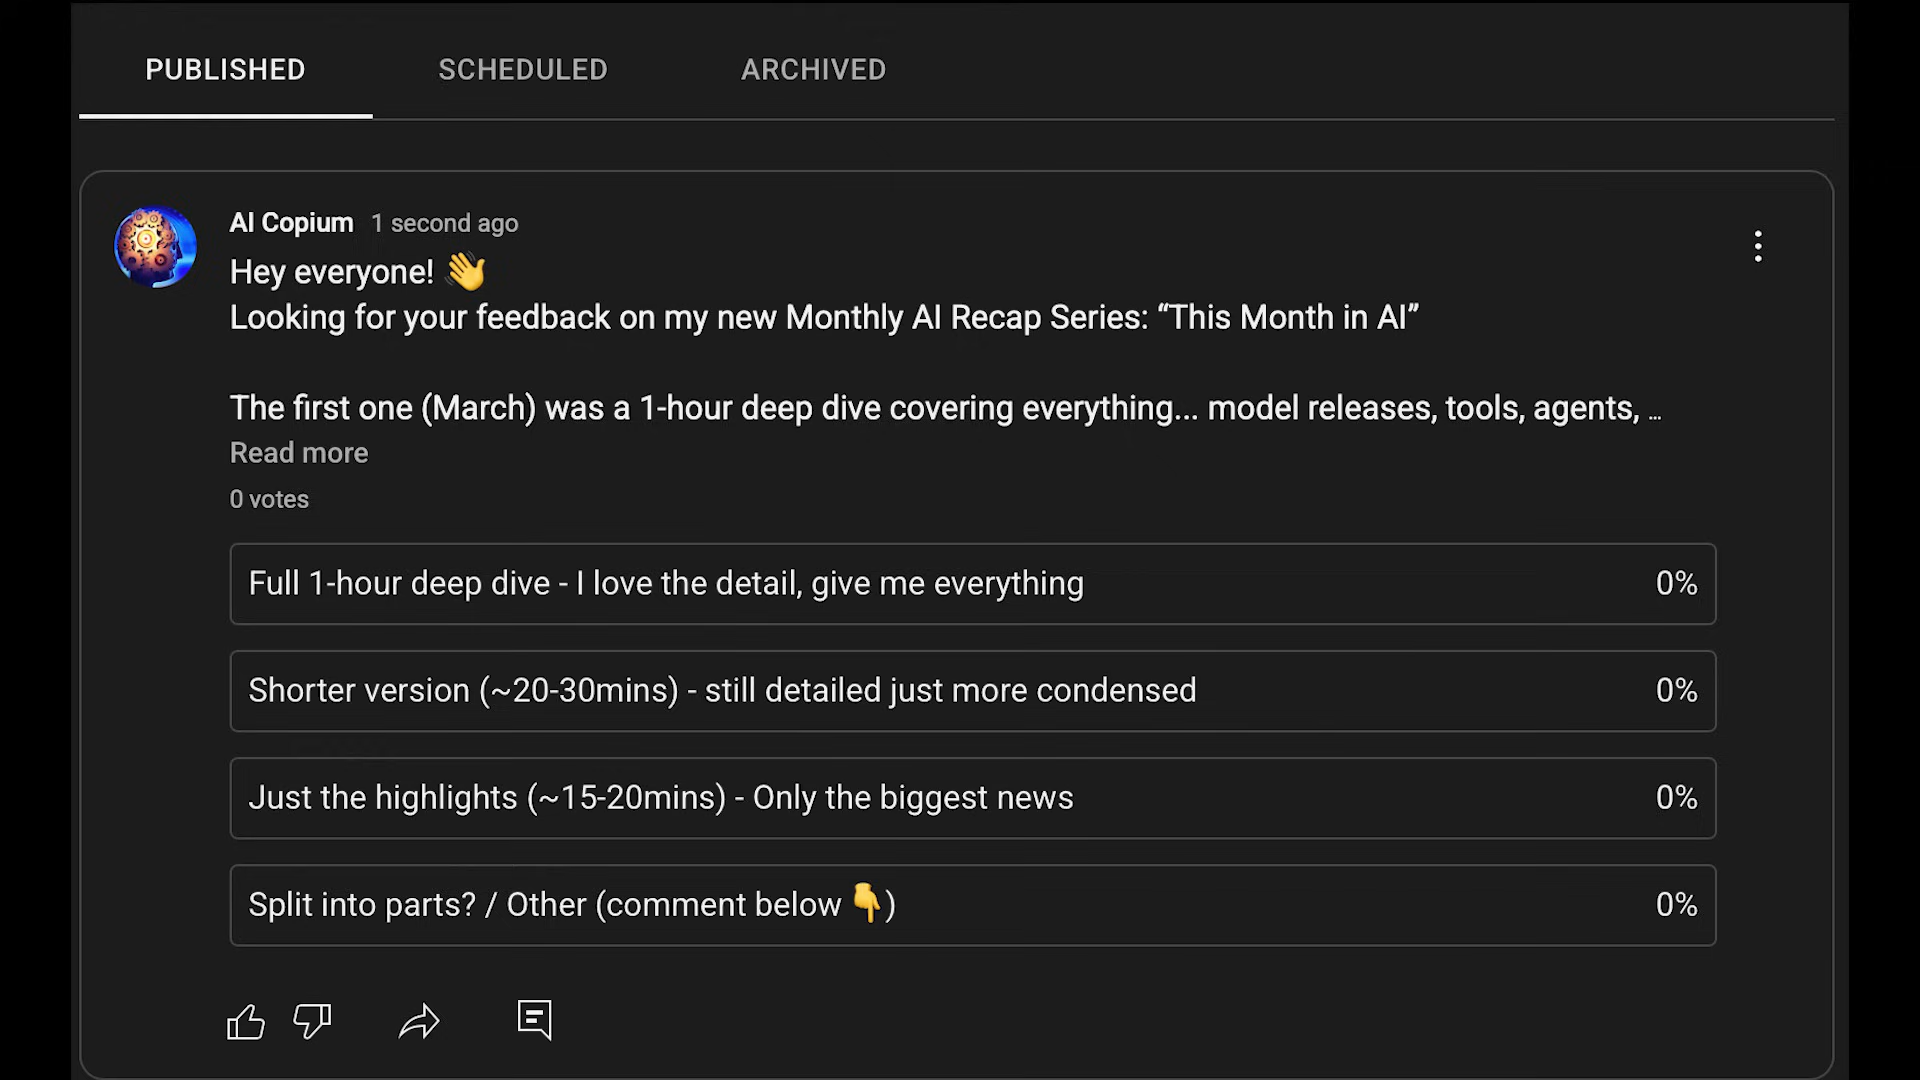 PUBLISHED SCHEDULED ARCHIVED
AI Copium 1 second ago
Hey everyone! 👋
Looking for your feedback on my new Monthly AI Recap Series: “This Month in AI”
The first one (March) was a 1-hour deep dive covering everything... model releases, tools, agents, ...
Read more
0 votes
Full 1-hour deep dive - I love the detail, give me everything 0%
Shorter version (~20-30mins) - still detailed just more condensed 0%
Just the highlights (~15-20mins) - Only the biggest news 0%
Split into parts? / Other (comment below 👇) 0%